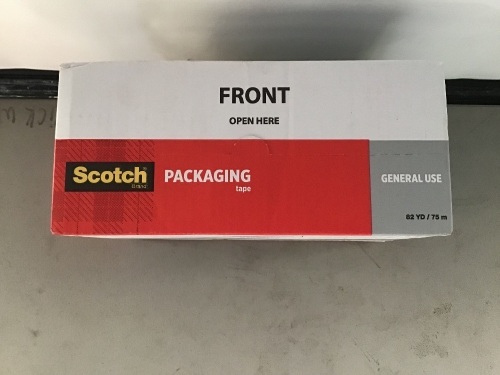 FRONT
OPEN HERE
Scotch
Brand
PACKAGING
tape
GENERAL USE
82 YD / 75 m